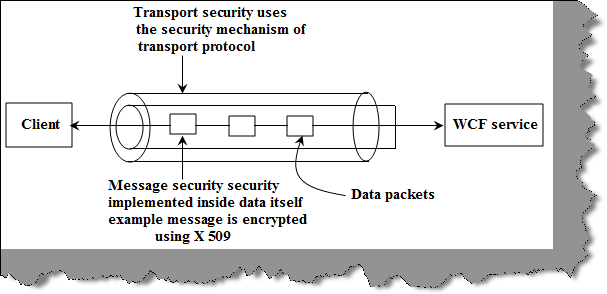 Transport security uses
the security mechanism of
transport protocol
Client
WCF service
Message security security
implemented inside data itself
example message is encrypted
using X 509
Data packets